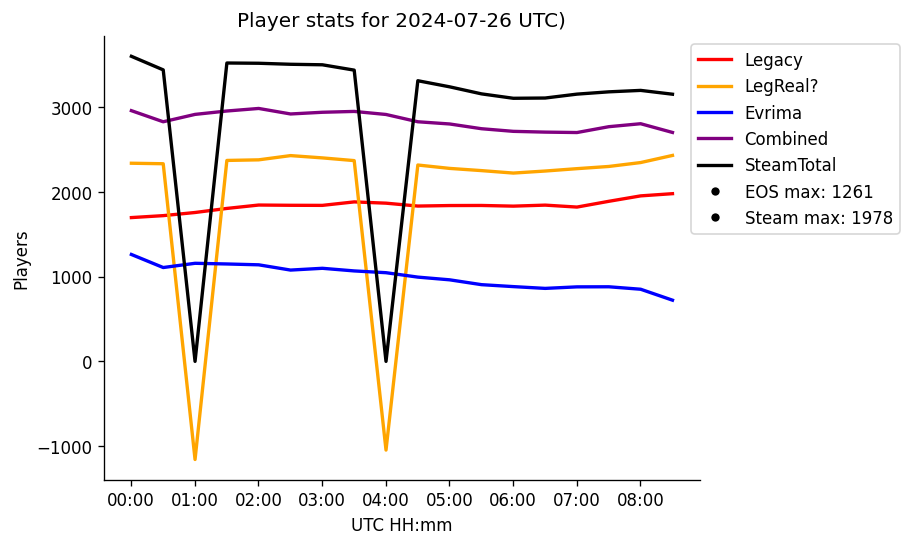 Player stats for 2024-07-26 UTC)
Legacy
LegReal?
Evrima
Combined
SteamTotal
EOS max: 1261
Steam max: 1978
Players
3000
2000
1000
0
−1000
00:00 01:00 02:00 03:00 04:00 05:00 06:00 07:00 08:00
UTC HH:mm